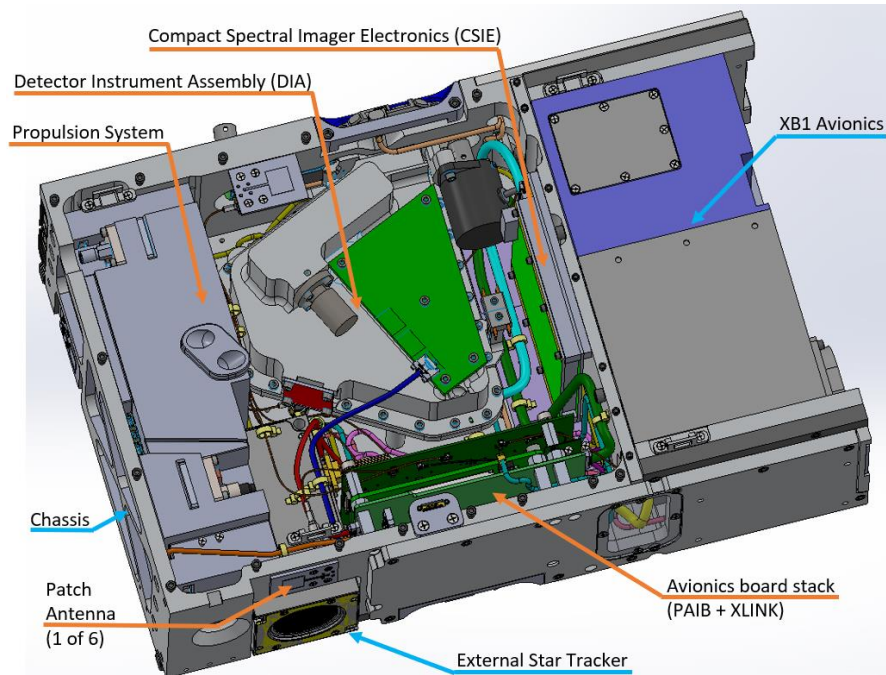 Compact Spectral Imager Electronics (CSIE)
Detector Instrument Assembly (DIA)
Propulsion System
XB1 Avionics
Chassis
Patch
Antenna
(1 of 6)
Avionics board stack
(PAIB + XLINK)
External Star Tracker